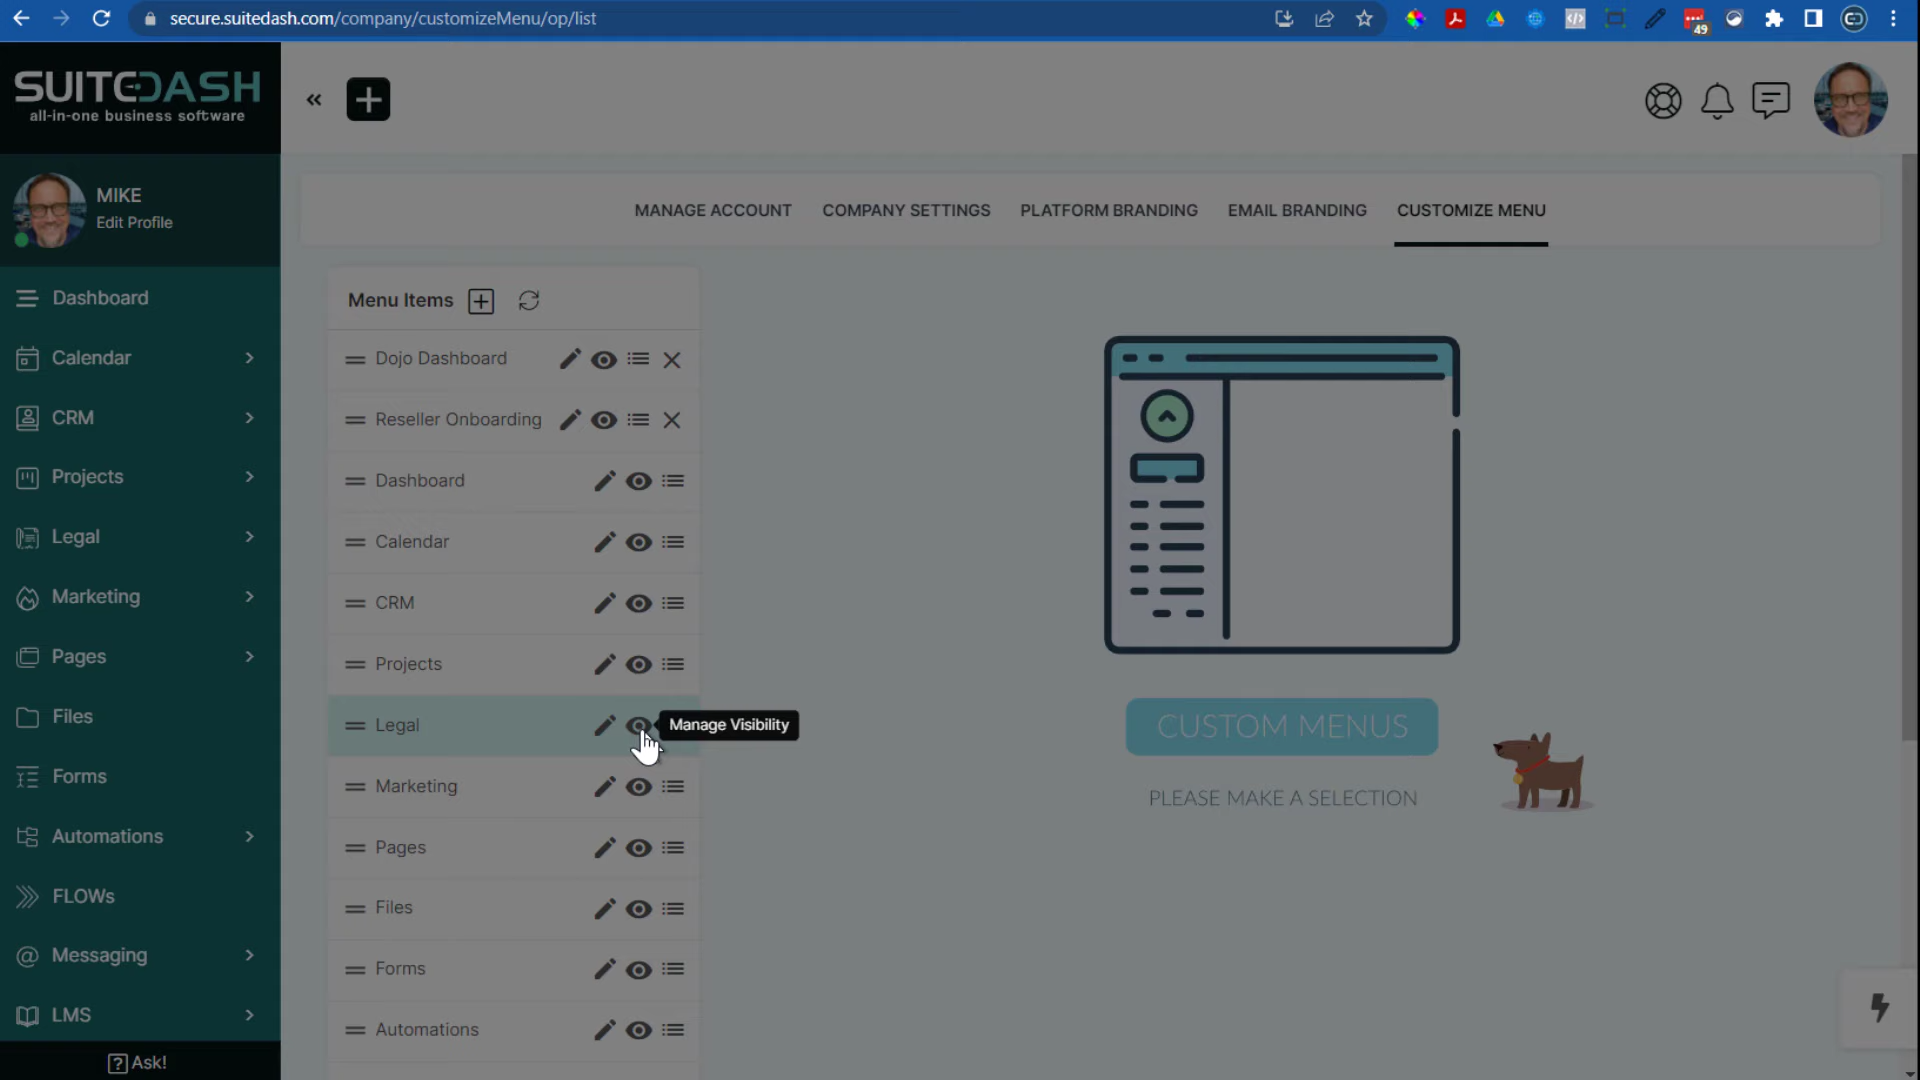 secure.suitedash.com/company/customizeMenu/op/list
49
SUITEDASH
all-in-one business software
MIKE
Edit Profile
Dashboard
Calendar
CRM
Projects
Legal
Marketing
Pages
Files
Forms
Automations
FLOWs
Messaging
LMS
? Ask!
MANAGE ACCOUNT
COMPANY SETTINGS
PLATFORM BRANDING
EMAIL BRANDING
CUSTOMIZE MENU
Menu Items
Dojo Dashboard
Reseller Onboarding
Dashboard
Calendar
CRM
Projects
Legal
Manage Visibility
Marketing
Pages
Files
Forms
Automations
CUSTOM MENUS
PLEASE MAKE A SELECTION